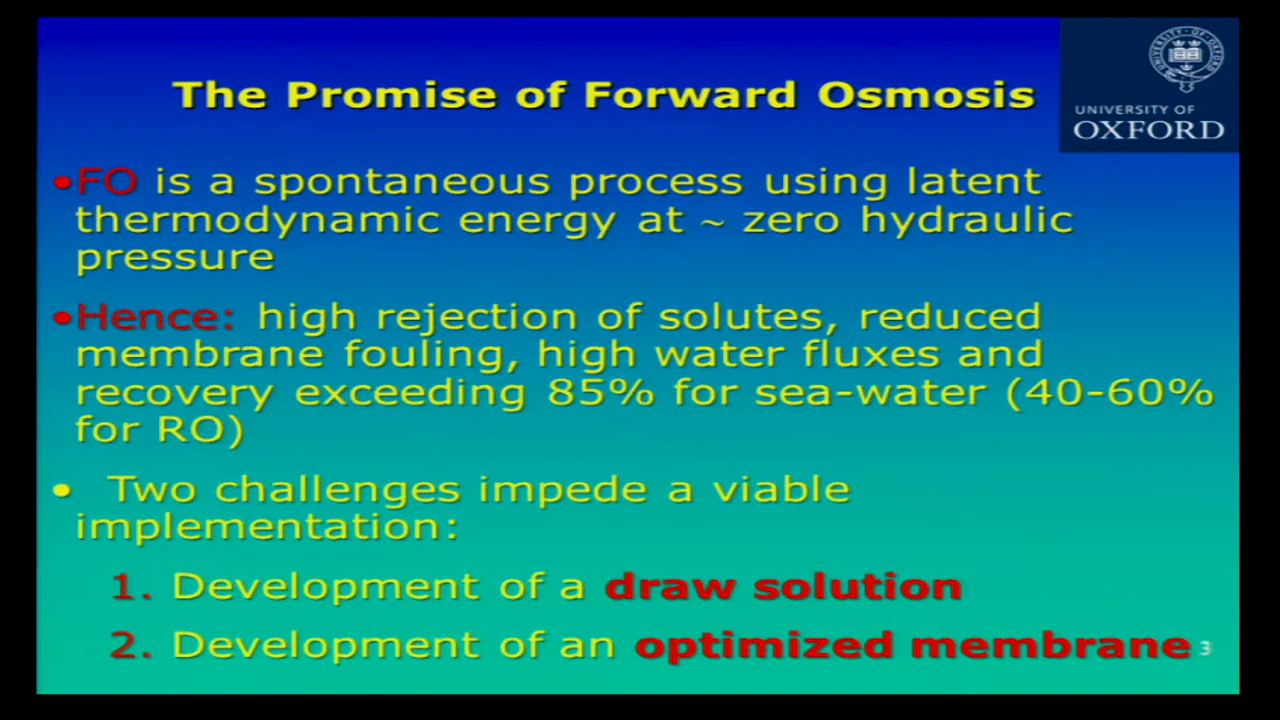 The Promise of Forward Osmosis
UNIVERSITY OF
OXFORD
•FO is a spontaneous process using latent
thermodynamic energy at ~ zero hydraulic
pressure
•Hence: high rejection of solutes, reduced
membrane fouling, high water fluxes and
recovery exceeding 85% for sea-water (40-60%
for RO)
• Two challenges impede a viable
implementation:
1. Development of a draw solution
2. Development of an optimized membrane
3